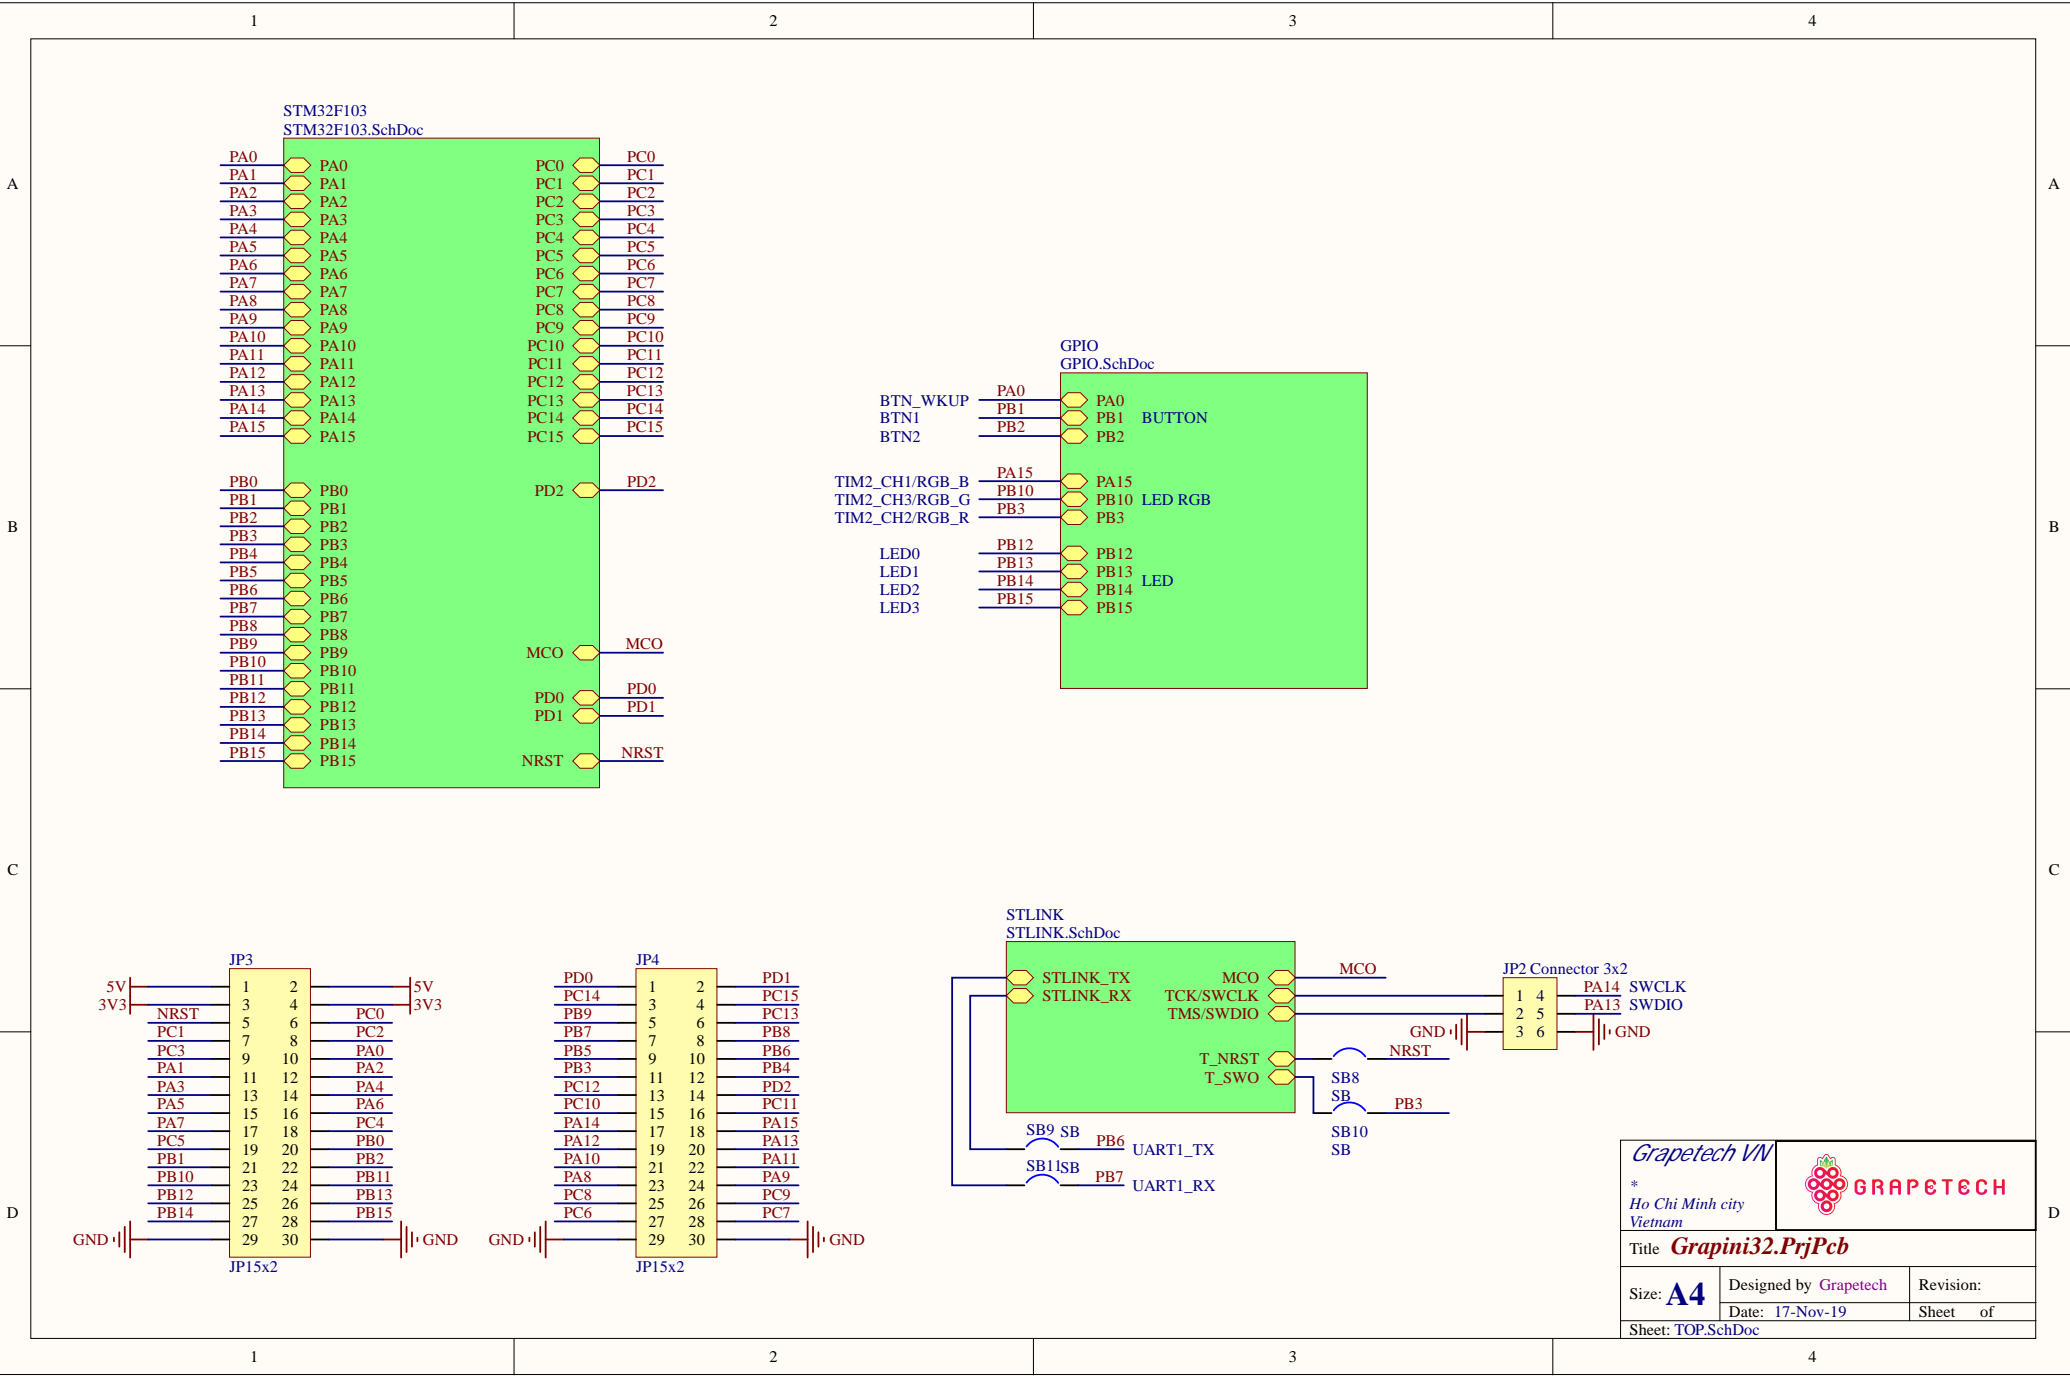 1 2 3 4
A A
B B
C C
D D
STM32F103
STM32F103.SchDoc
PA0 PA0 PC0 PC0
PA1 PA1 PC1 PC1
PA2 PA2 PC2 PC2
PA3 PA3 PC3 PC3
PA4 PA4 PC4 PC4
PA5 PA5 PC5 PC5
PA6 PA6 PC6 PC6
PA7 PA7 PC7 PC7
PA8 PA8 PC8 PC8
PA9 PA9 PC9 PC9
PA10 PA10 PC10 PC10
PA11 PA11 PC11 PC11
PA12 PA12 PC12 PC12
PA13 PA13 PC13 PC13
PA14 PA14 PC14 PC14
PA15 PA15 PC15 PC15
PB0 PB0 PD2 PD2
PB1 PB1
PB2 PB2
PB3 PB3
PB4 PB4
PB5 PB5
PB6 PB6
PB7 PB7
PB8 PB8
PB9 PB9 MCO MCO
PB10 PB10
PB11 PB11
PB12 PB12 PD0 PD0
PB13 PB13 PD1 PD1
PB14 PB14
PB15 PB15 NRST NRST
GPIO
GPIO.SchDoc
BTN_WKUP PA0 PA0
BTN1 PB1 PB1 BUTTON
BTN2 PB2 PB2
TIM2_CH1/RGB_B PA15 PA15
TIM2_CH3/RGB_G PB10 PB10 LED RGB
TIM2_CH2/RGB_R PB3 PB3
LED0 PB12 PB12
LED1 PB13 PB13
LED
LED2 PB14 PB14
LED3 PB15 PB15
JP3
5V 1 2 5V
3V3 3 4 3V3
NRST 5 6 PC0
PC1 7 8 PC2
PC3 9 10 PA0
PA1 11 12 PA2
PA3 13 14 PA4
PA5 15 16 PA6
PA7 17 18 PC4
PC5 19 20 PB0
PB1 21 22 PB2
PB10 23 24 PB11
PB12 25 26 PB13
PB14 27 28 PB15
GND 29 30 GND
JP15x2
JP4
PD0 1 2 PD1
PC14 3 4 PC15
PB9 5 6 PC13
PB7 7 8 PB8
PB5 9 10 PB6
PB3 11 12 PB4
PC12 13 14 PD2
PC10 15 16 PC11
PA14 17 18 PA15
PA12 19 20 PA13
PA10 21 22 PA11
PA8 23 24 PA9
PC8 25 26 PC9
PC6 27 28 PC7
GND 29 30 GND
JP15x2
STLINK
STLINK.SchDoc
STLINK_TX MCO MCO
STLINK_RX TCK/SWCLK
TMS/SWDIO
T_NRST NRST
T_SWO SB8
SB
PB3
SB10
SB
SB9 SB PB6 UART1_TX
SB11 SB PB7 UART1_RX
JP2 Connector 3x2
1 4 PA14 SWCLK
2 5 PA13 SWDIO
GND 3 6 GND
Grapetech VN
*
Ho Chi Minh city
Vietnam
GRAPETECH
Title Grapini32.PrjPcb
Size: A4 Designed by Grapetech Revision:
Date: 17-Nov-19 Sheet of
Sheet: TOP.SchDoc
1 2 3 4